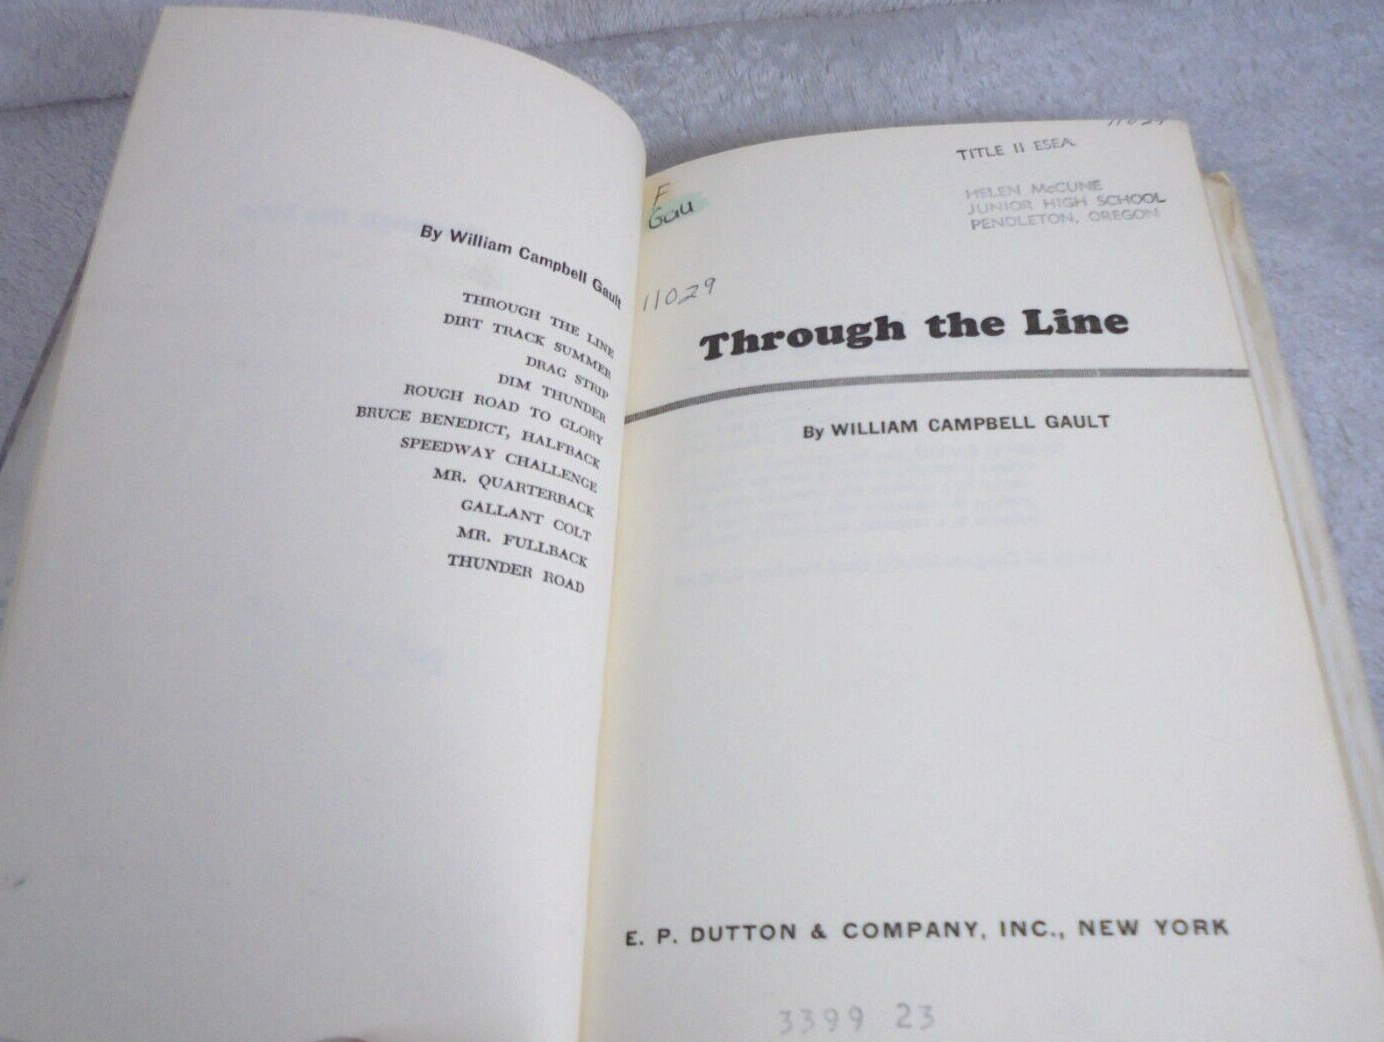 By William Campbell Gault
THROUGH THE LINE
DIRT TRACK SUMMER
DRAG STRIP
DIM THUNDER
ROUGH ROAD TO GLORY
BRUCE BENEDICT, HALFBACK
SPEEDWAY CHALLENGE
MR. QUARTERBACK
GALLANT COLT
MR. FULLBACK
THUNDER ROAD
11029
TITLE II ESEA
F
Gau
HELEN McCUNE
JUNIOR HIGH SCHOOL
PENDLETON, OREGON
11029
Through the Line
By WILLIAM CAMPBELL GAULT
E. P. DUTTON & COMPANY, INC., NEW YORK
3399 23